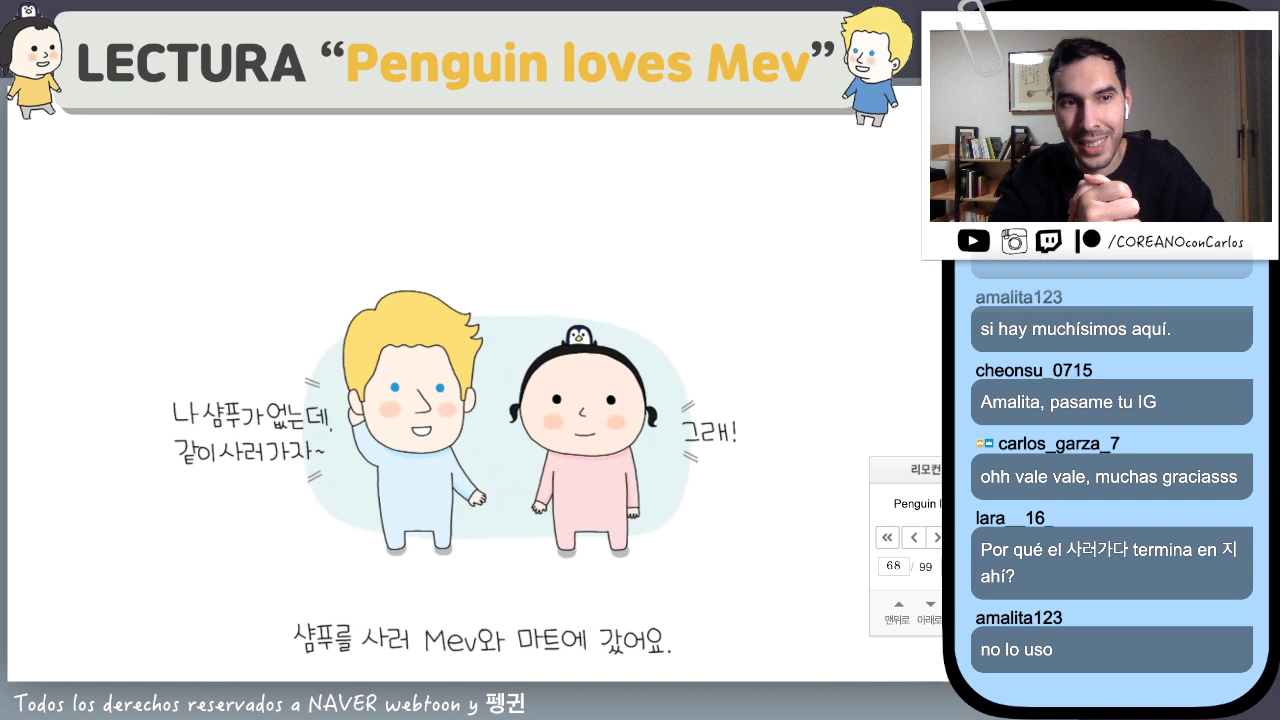 LECTURA “Penguin loves Mev”
나 샴푸가 없는데,
같이 사러 가자~
그래!
샴푸를 사러 Mev와 마트에 갔어요.
리모컨
Penguin
68 / 99
맨위로 아래로
/COREANOconCarlos
amalita123
si hay muchísimos aquí.
cheonsu_0715
Amalita, pasame tu IG
carlos_garza_7
ohh vale vale, muchas graciasss
lara__16_
Por qué el 사러가다 termina en 지
ahí?
amalita123
no lo uso
Todos los derechos reservados a NAVER webtoon y 펭귄